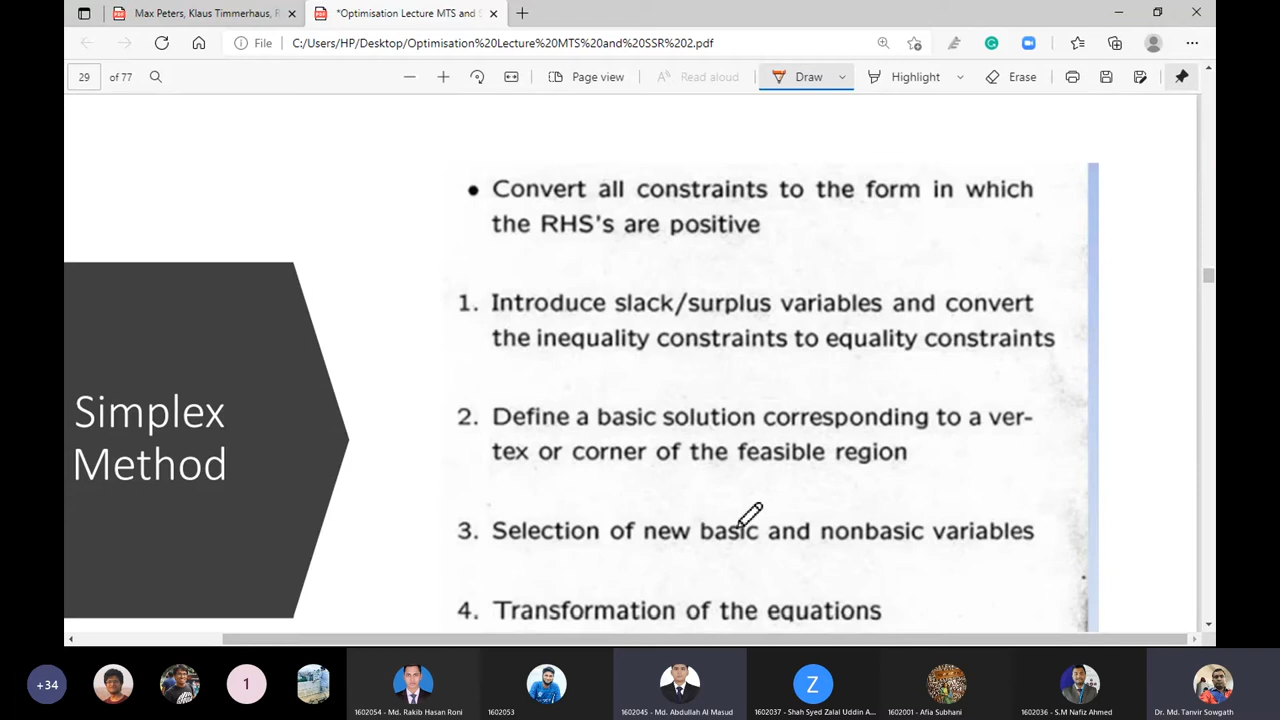 Max Peters, Klaus Timmerhaus, R
*Optimisation Lecture MTS and S
File
C:/Users/HP/Desktop/Optimisation%20Lecture%20MTS%20and%20SSR%202.pdf
29
of 77
Page view
Read aloud
Draw
Highlight
Erase
Simplex
Method
• Convert all constraints to the form in which
the RHS's are positive
1. Introduce slack/surplus variables and convert
the inequality constraints to equality constraints
2. Define a basic solution corresponding to a ver-
tex or corner of the feasible region
3. Selection of new basic and nonbasic variables
4. Transformation of the equations
+34
1
Z
1602054 - Md. Rakib Hasan Roni
1602053
1602045 - Md. Abdullah Al Masud
1602037 - Shah Syed Zalal Uddin A...
1602001 - Afia Subhani
1602036 - S.M Nafiz Ahmed
Dr. Md. Tanvir Sowgath